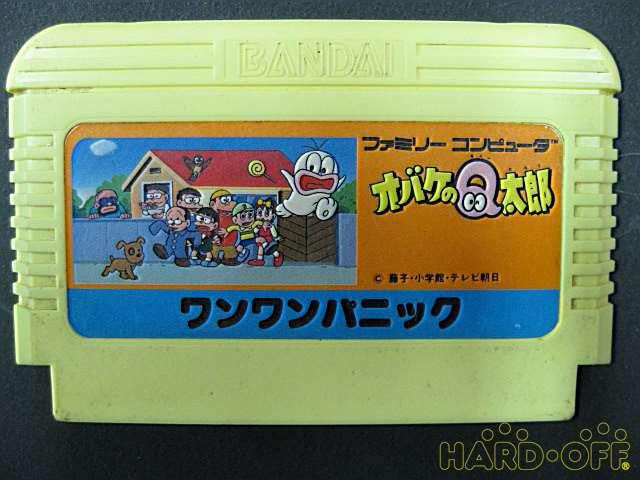 BANDAI
ファミリー コンピュータ™
オバケのQ太郎
© 藤子・小学館・テレビ朝日
ワンワンパニック
HARD・OFF®